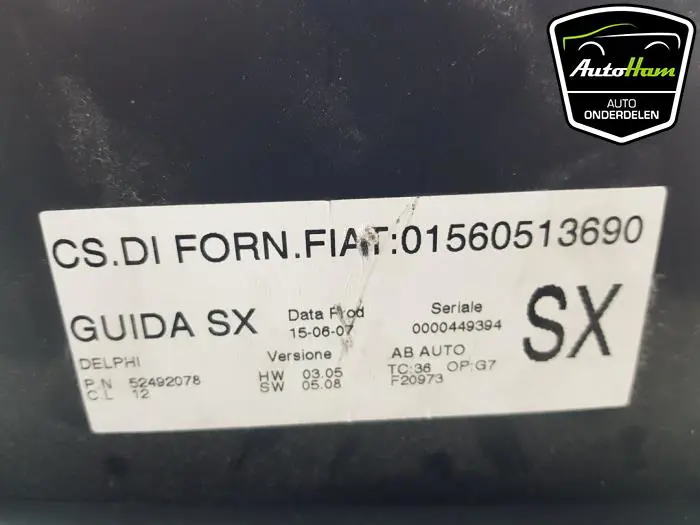 AutoHam
AUTO
ONDERDELEN
CS.DI FORN.FIAT:01560513690
GUIDA SX
Data Prod
15-06-07
Seriale
0000449394
SX
DELPHI
P.N 52492078
C.L 12
Versione
HW 03.05
SW 05.08
AB AUTO
TC:36 OP:G7
F20973